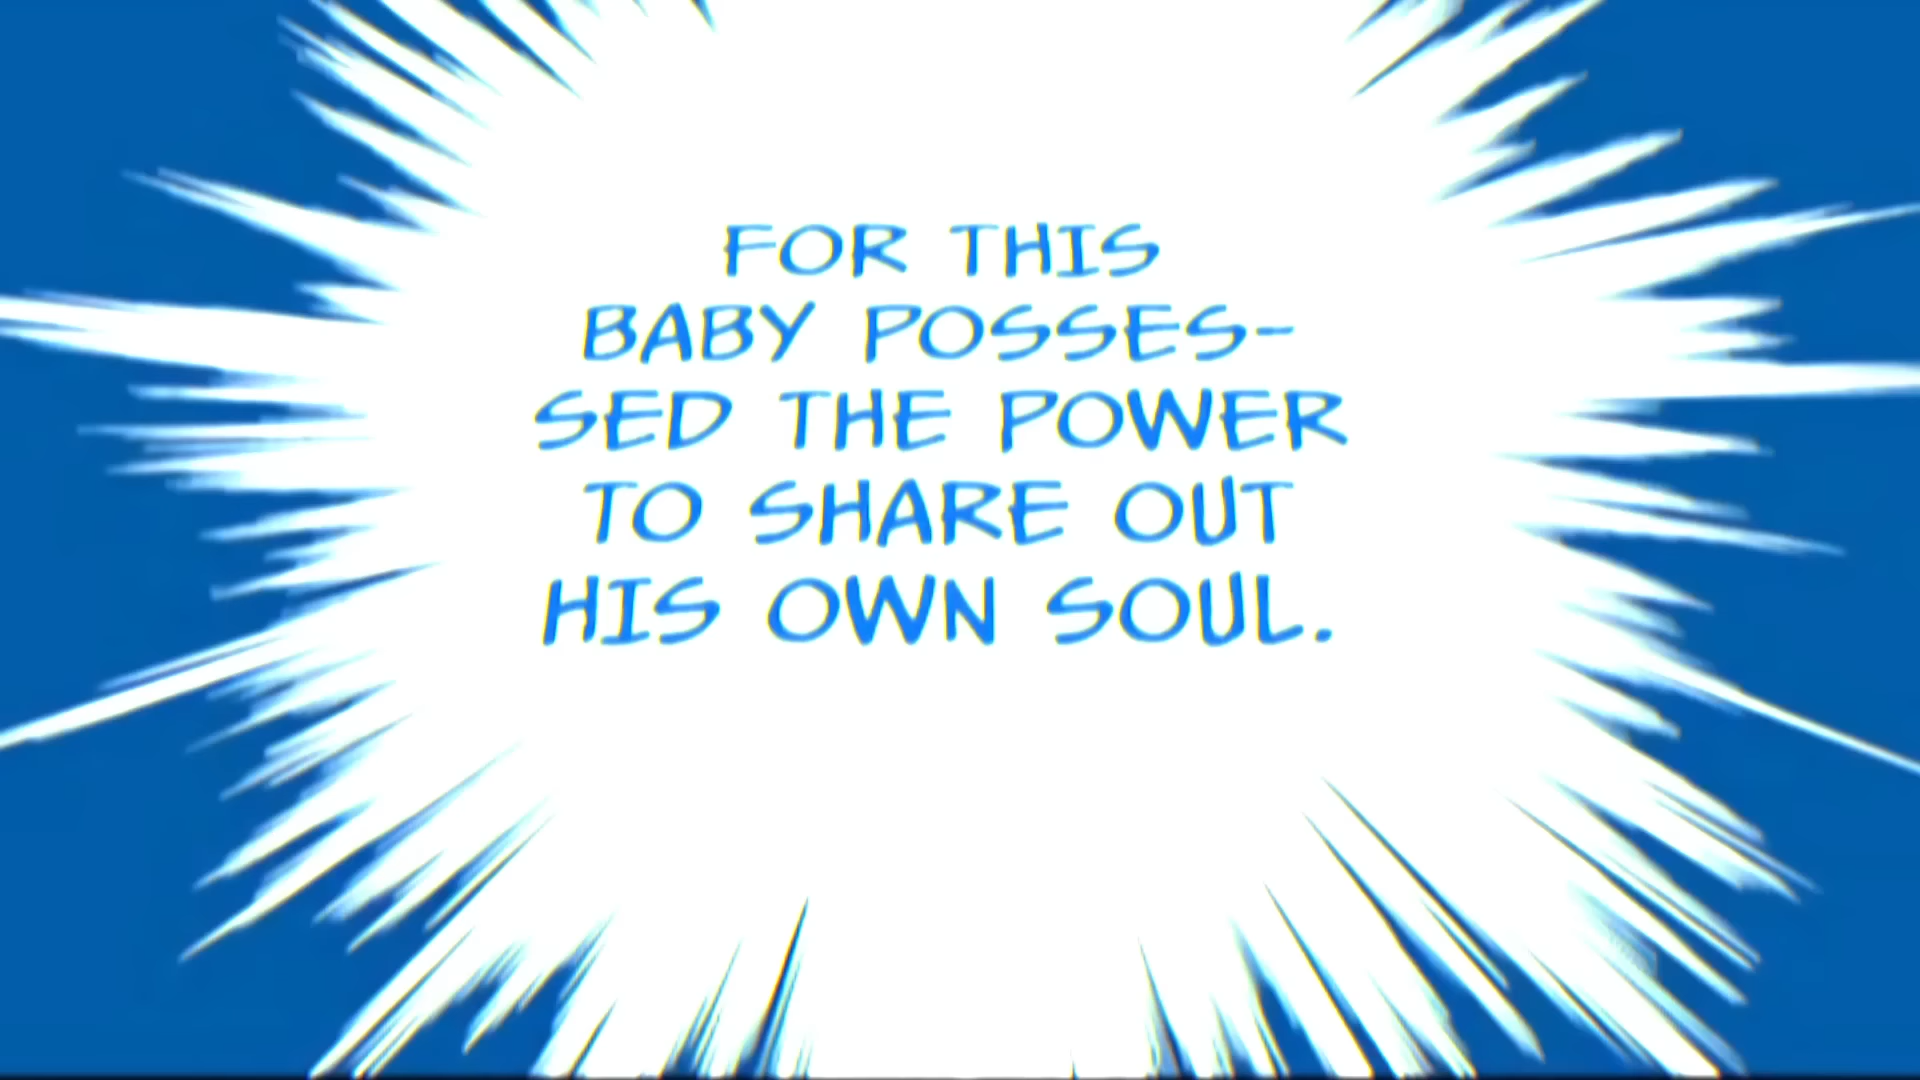 FOR THIS
BABY POSSES-
SED THE POWER
TO SHARE OUT
HIS OWN SOUL.